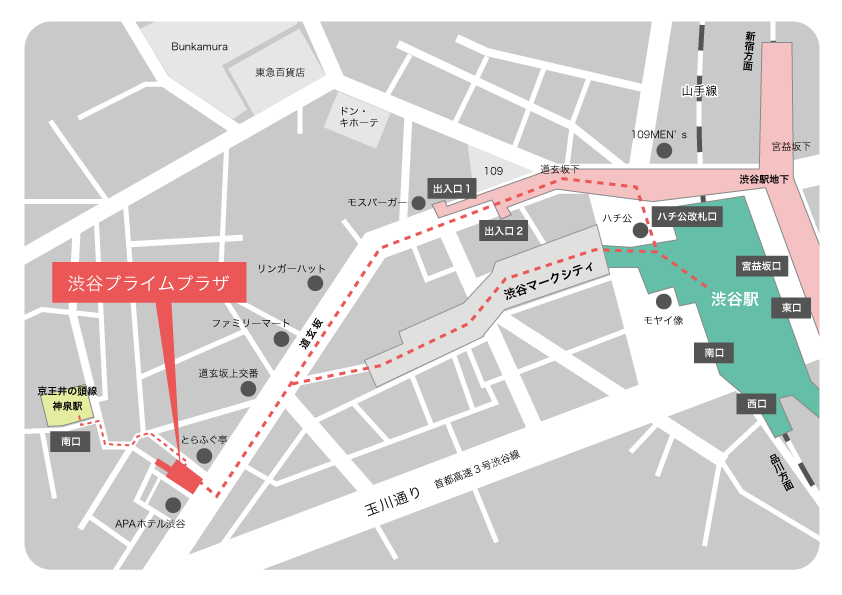 Bunkamura
東急百貨店
新宿方面
山手線
ドン・
キホーテ
109MEN's
宮益坂下
109
道玄坂下
渋谷駅地下
出入口1
モスバーガー
ハチ公
ハチ公改札口
出入口2
リンガーハット
渋谷マークシティ
宮益坂口
渋谷プライムプラザ
渋谷駅
東口
モヤイ像
ファミリーマート
道玄坂
南口
道玄坂上交番
京王井の頭線
神泉駅
西口
南口
とらふぐ亭
品川方面
首都高速3号渋谷線
玉川通り
APAホテル渋谷